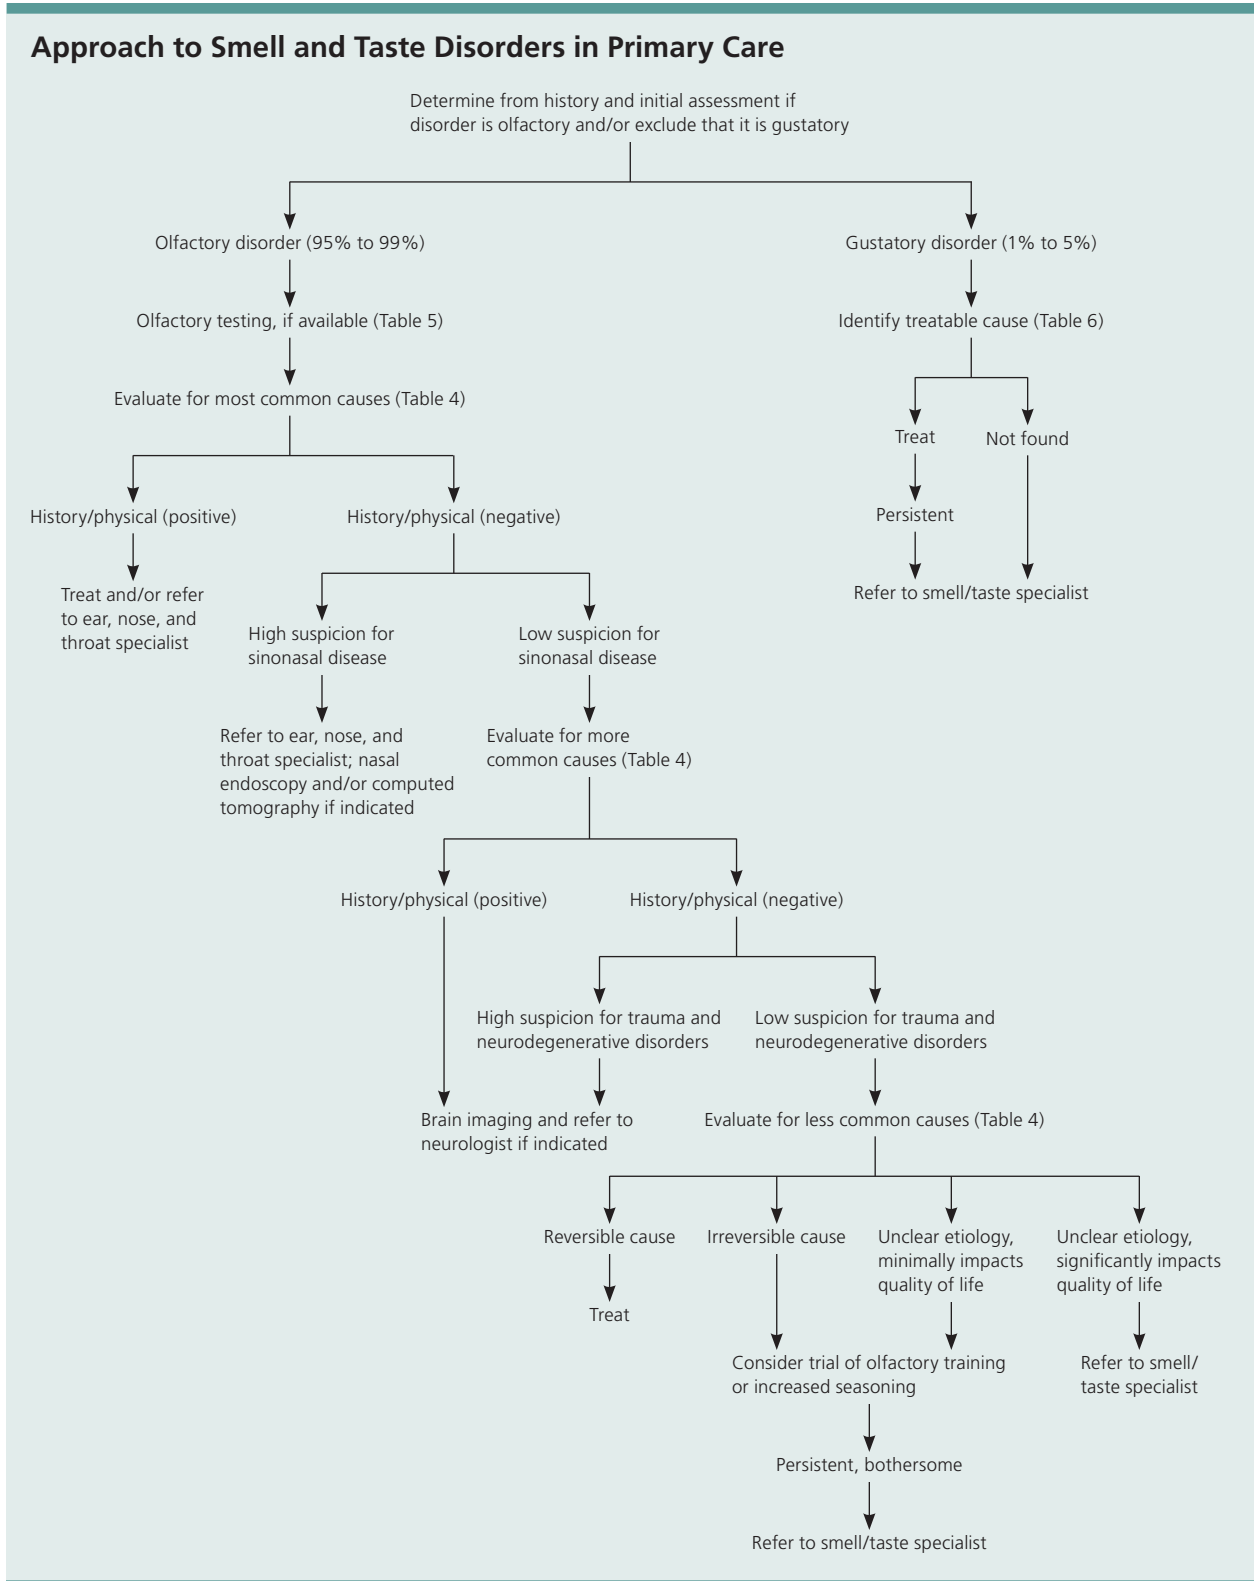 Approach to Smell and Taste Disorders in Primary Care
Determine from history and initial assessment if
disorder is olfactory and/or exclude that it is gustatory
Olfactory disorder (95% to 99%)
Gustatory disorder (1% to 5%)
Olfactory testing, if available (Table 5)
Identify treatable cause (Table 6)
Evaluate for most common causes (Table 4)
Treat
Not found
History/physical (positive)
History/physical (negative)
Persistent
Treat and/or refer
to ear, nose, and
throat specialist
Refer to smell/taste specialist
High suspicion for
sinonasal disease
Low suspicion for
sinonasal disease
Refer to ear, nose, and
throat specialist; nasal
endoscopy and/or computed
tomography if indicated
Evaluate for more
common causes (Table 4)
History/physical (positive)
History/physical (negative)
High suspicion for trauma and
neurodegenerative disorders
Low suspicion for trauma and
neurodegenerative disorders
Brain imaging and refer to
neurologist if indicated
Evaluate for less common causes (Table 4)
Reversible cause
Irreversible cause
Unclear etiology,
minimally impacts
quality of life
Unclear etiology,
significantly impacts
quality of life
Treat
Consider trial of olfactory training
or increased seasoning
Refer to smell/
taste specialist
Persistent, bothersome
Refer to smell/taste specialist